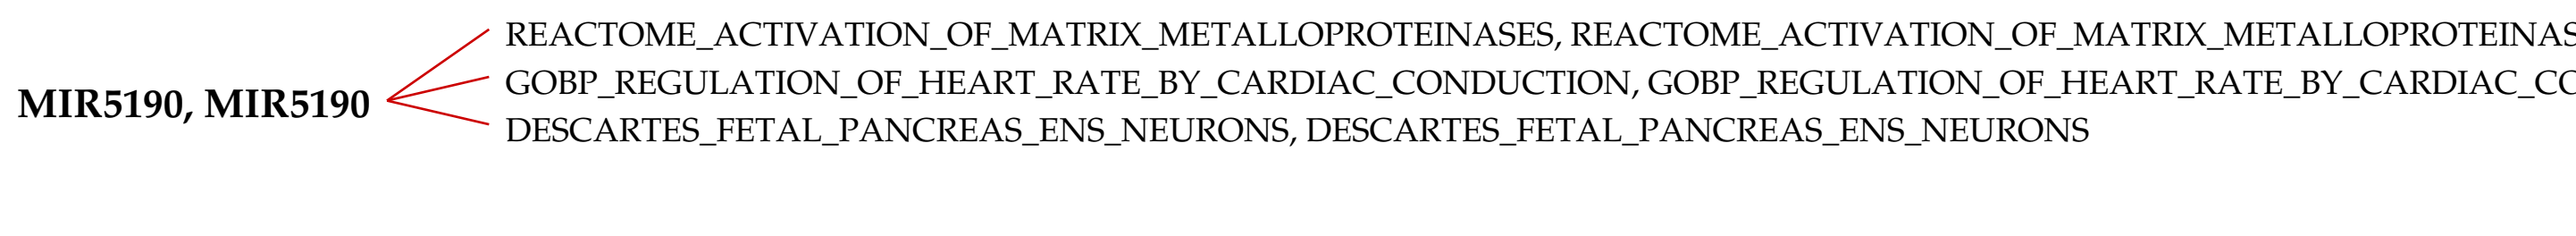 REACTOME_ACTIVATION_OF_MATRIX_METALLOPROTEINASES, REACTOME_ACTIVATION_OF_MATRIX_METALLOPROTEINAS
GOBP_REGULATION_OF_HEART_RATE_BY_CARDIAC_CONDUCTION, GOBP_REGULATION_OF_HEART_RATE_BY_CARDIAC_CO
MIR5190, MIR5190
DESCARTES_FETAL_PANCREAS_ENS_NEURONS, DESCARTES_FETAL_PANCREAS_ENS_NEURONS